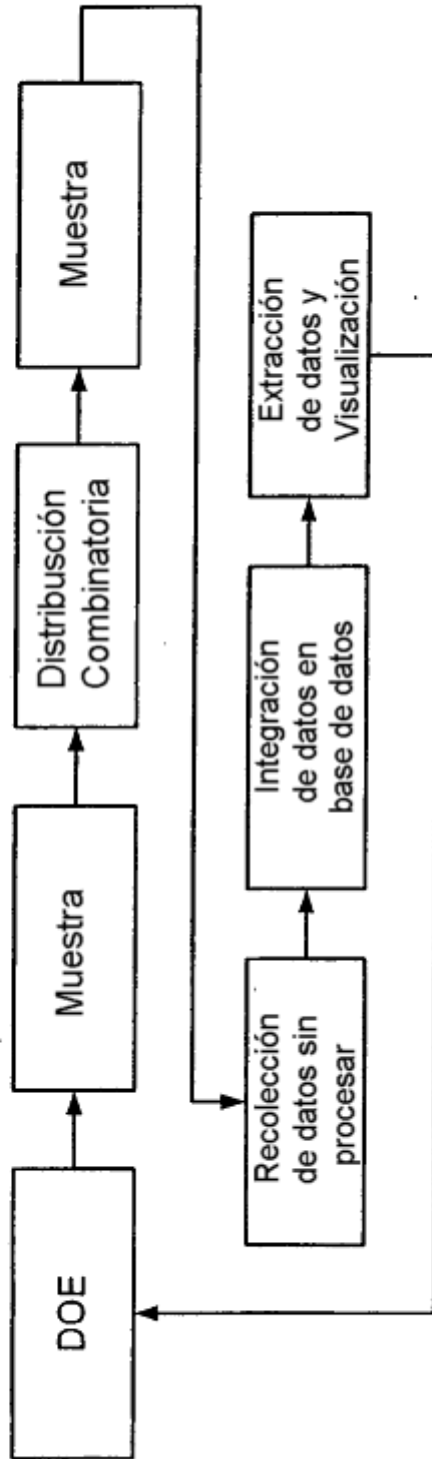 DOE
Muestra
Distribusción
Combinatoria
Muestra
Recolección
de datos sin
procesar
Integración
de datos en
base de datos
Extracción
de datos y
Visualización